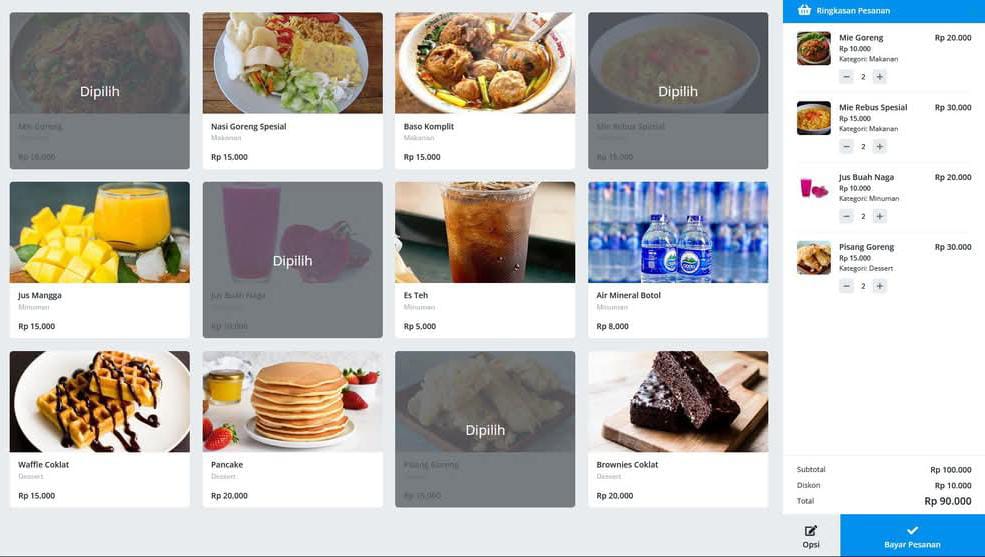 Dipilih
Mie Goreng
Rp 10,000
Nasi Goreng Spesial
Makanan
Rp 15,000
Baso Komplit
Makanan
Rp 15,000
Dipilih
Mie Rebus Spesial
Rp 15,000
Jus Mangga
Minuman
Rp 15,000
Dipilih
Jus Buah Naga
Rp 10,000
Es Teh
Minuman
Rp 5,000
Air Mineral Botol
Minuman
Rp 8,000
Waffle Coklat
Dessert
Rp 15,000
Pancake
Dessert
Rp 20,000
Dipilih
Pisang Goreng
Rp 15,000
Brownies Coklat
Dessert
Rp 20,000
Ringkasan Pesanan
Mie Goreng Rp 20.000
Rp 10.000
Kategori: Makanan
− 2 +
Mie Rebus Spesial Rp 30.000
Rp 15.000
Kategori: Makanan
− 2 +
Jus Buah Naga Rp 20.000
Rp 10.000
Kategori: Minuman
− 2 +
Pisang Goreng Rp 30.000
Rp 15.000
Kategori: Dessert
− 2 +
Subtotal Rp 100.000
Diskon Rp 10.000
Total Rp 90.000
Opsi
Bayar Pesanan